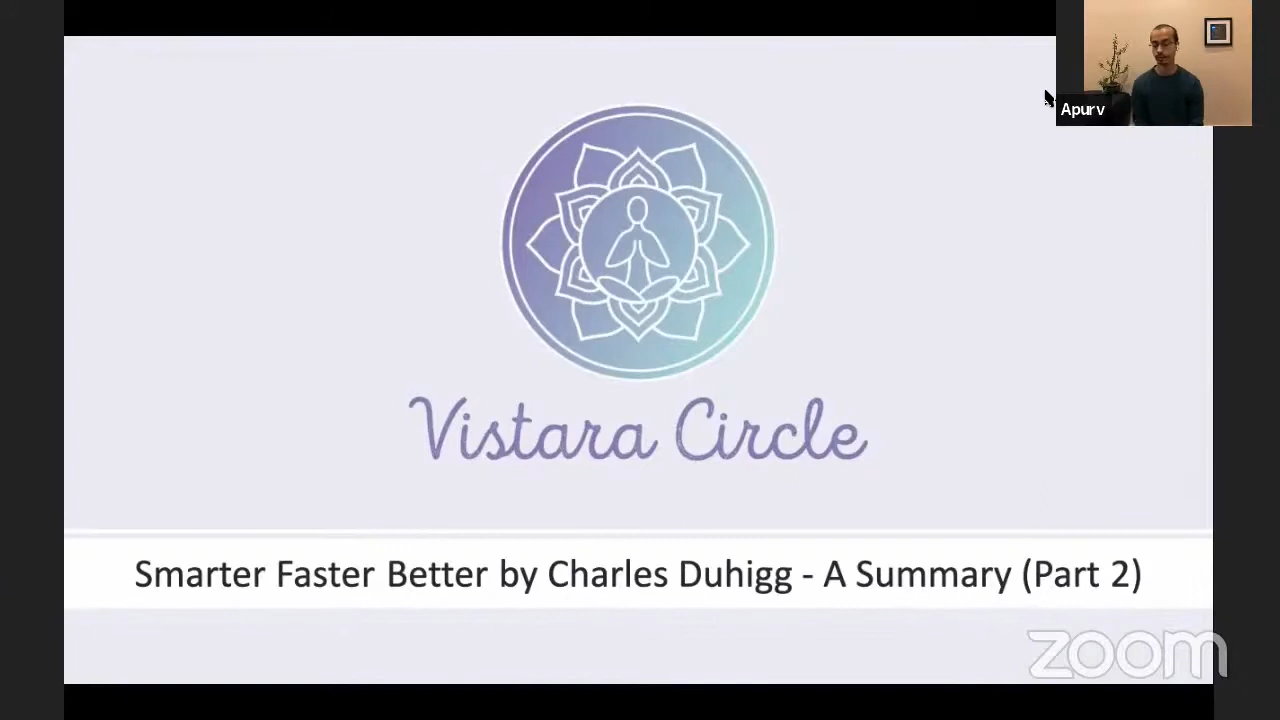 Apurv
Vistara Circle
Smarter Faster Better by Charles Duhigg - A Summary (Part 2)
zoom